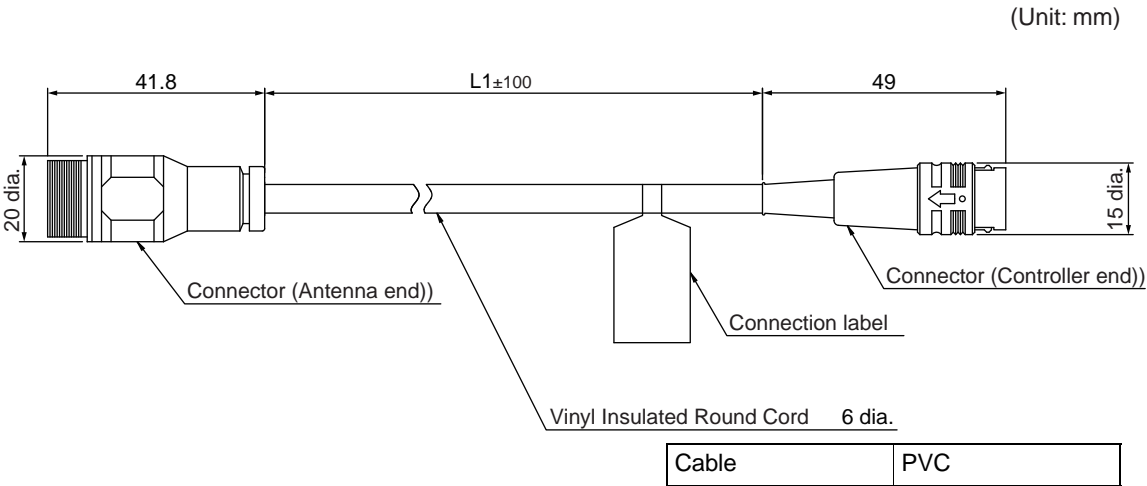 (Unit: mm)
41.8
L1±100
49
20 dia.
15 dia.
Connector (Antenna end))
Connector (Controller end))
Connection label
Vinyl Insulated Round Cord 6 dia.
Cable PVC